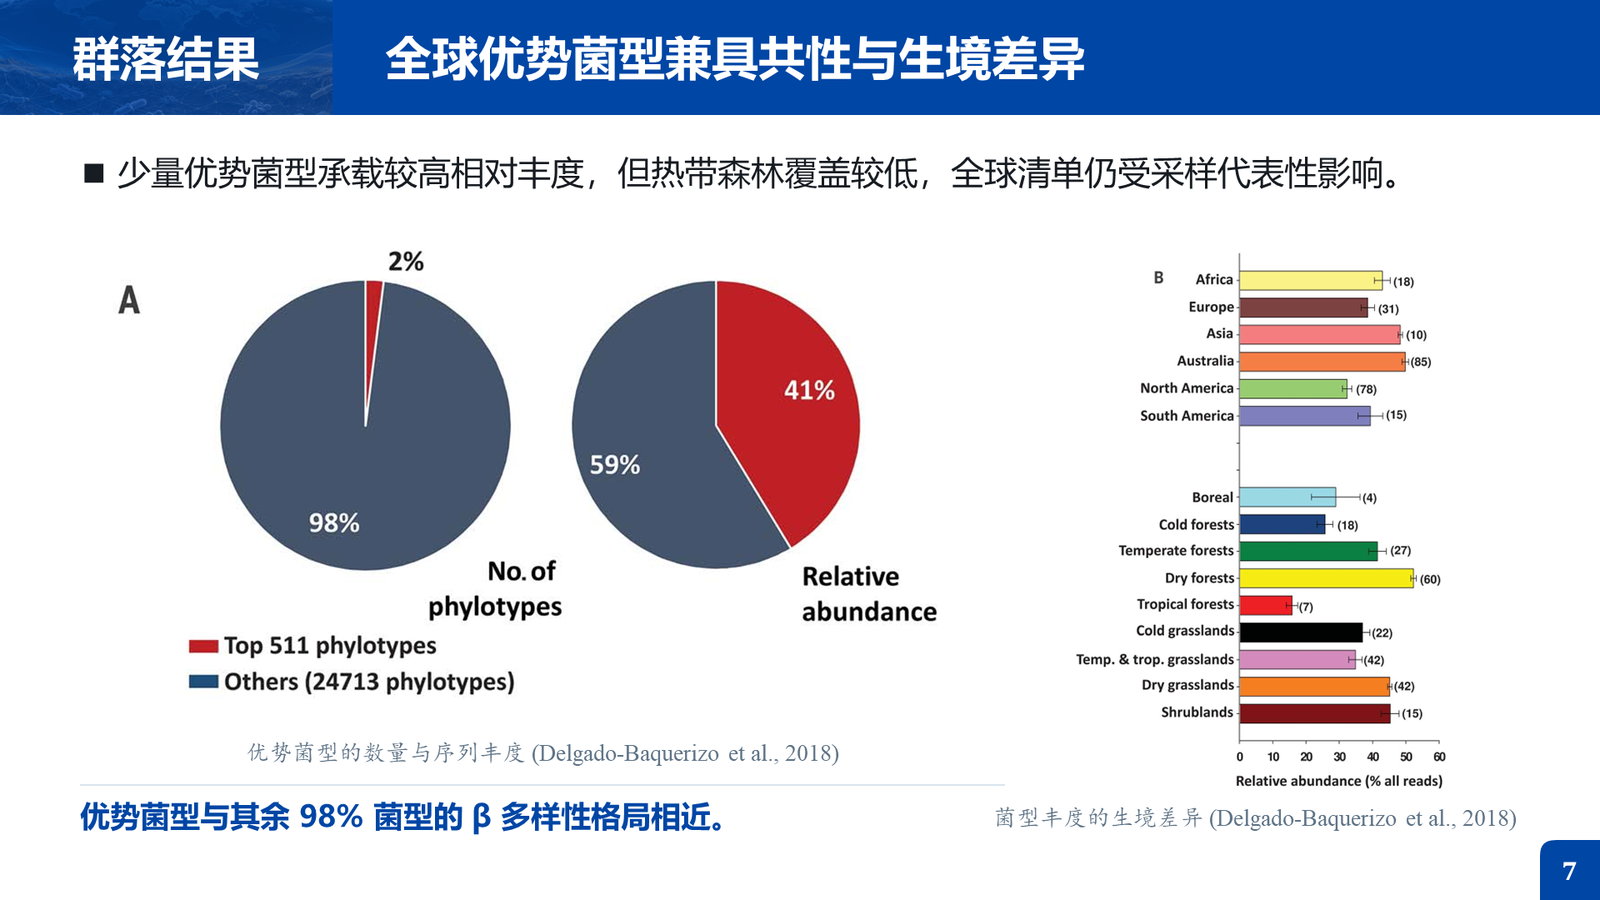 群落结果
全球优势菌型兼具共性与生境差异
■ 少量优势菌型承载较高相对丰度，但热带森林覆盖较低，全球清单仍受采样代表性影响。
A
2%
98%
No. of
phylotypes
41%
59%
Relative
abundance
Top 511 phylotypes
Others (24713 phylotypes)
优势菌型的数量与序列丰度 (Delgado-Baquerizo et al., 2018)
优势菌型与其余 98% 菌型的 β 多样性格局相近。
B
Africa (18)
Europe (31)
Asia (10)
Australia (85)
North America (78)
South America (15)
Boreal (4)
Cold forests (18)
Temperate forests (27)
Dry forests (60)
Tropical forests (7)
Cold grasslands (22)
Temp. & trop. grasslands (42)
Dry grasslands (42)
Shrublands (15)
0 10 20 30 40 50 60
Relative abundance (% all reads)
菌型丰度的生境差异 (Delgado-Baquerizo et al., 2018)
7